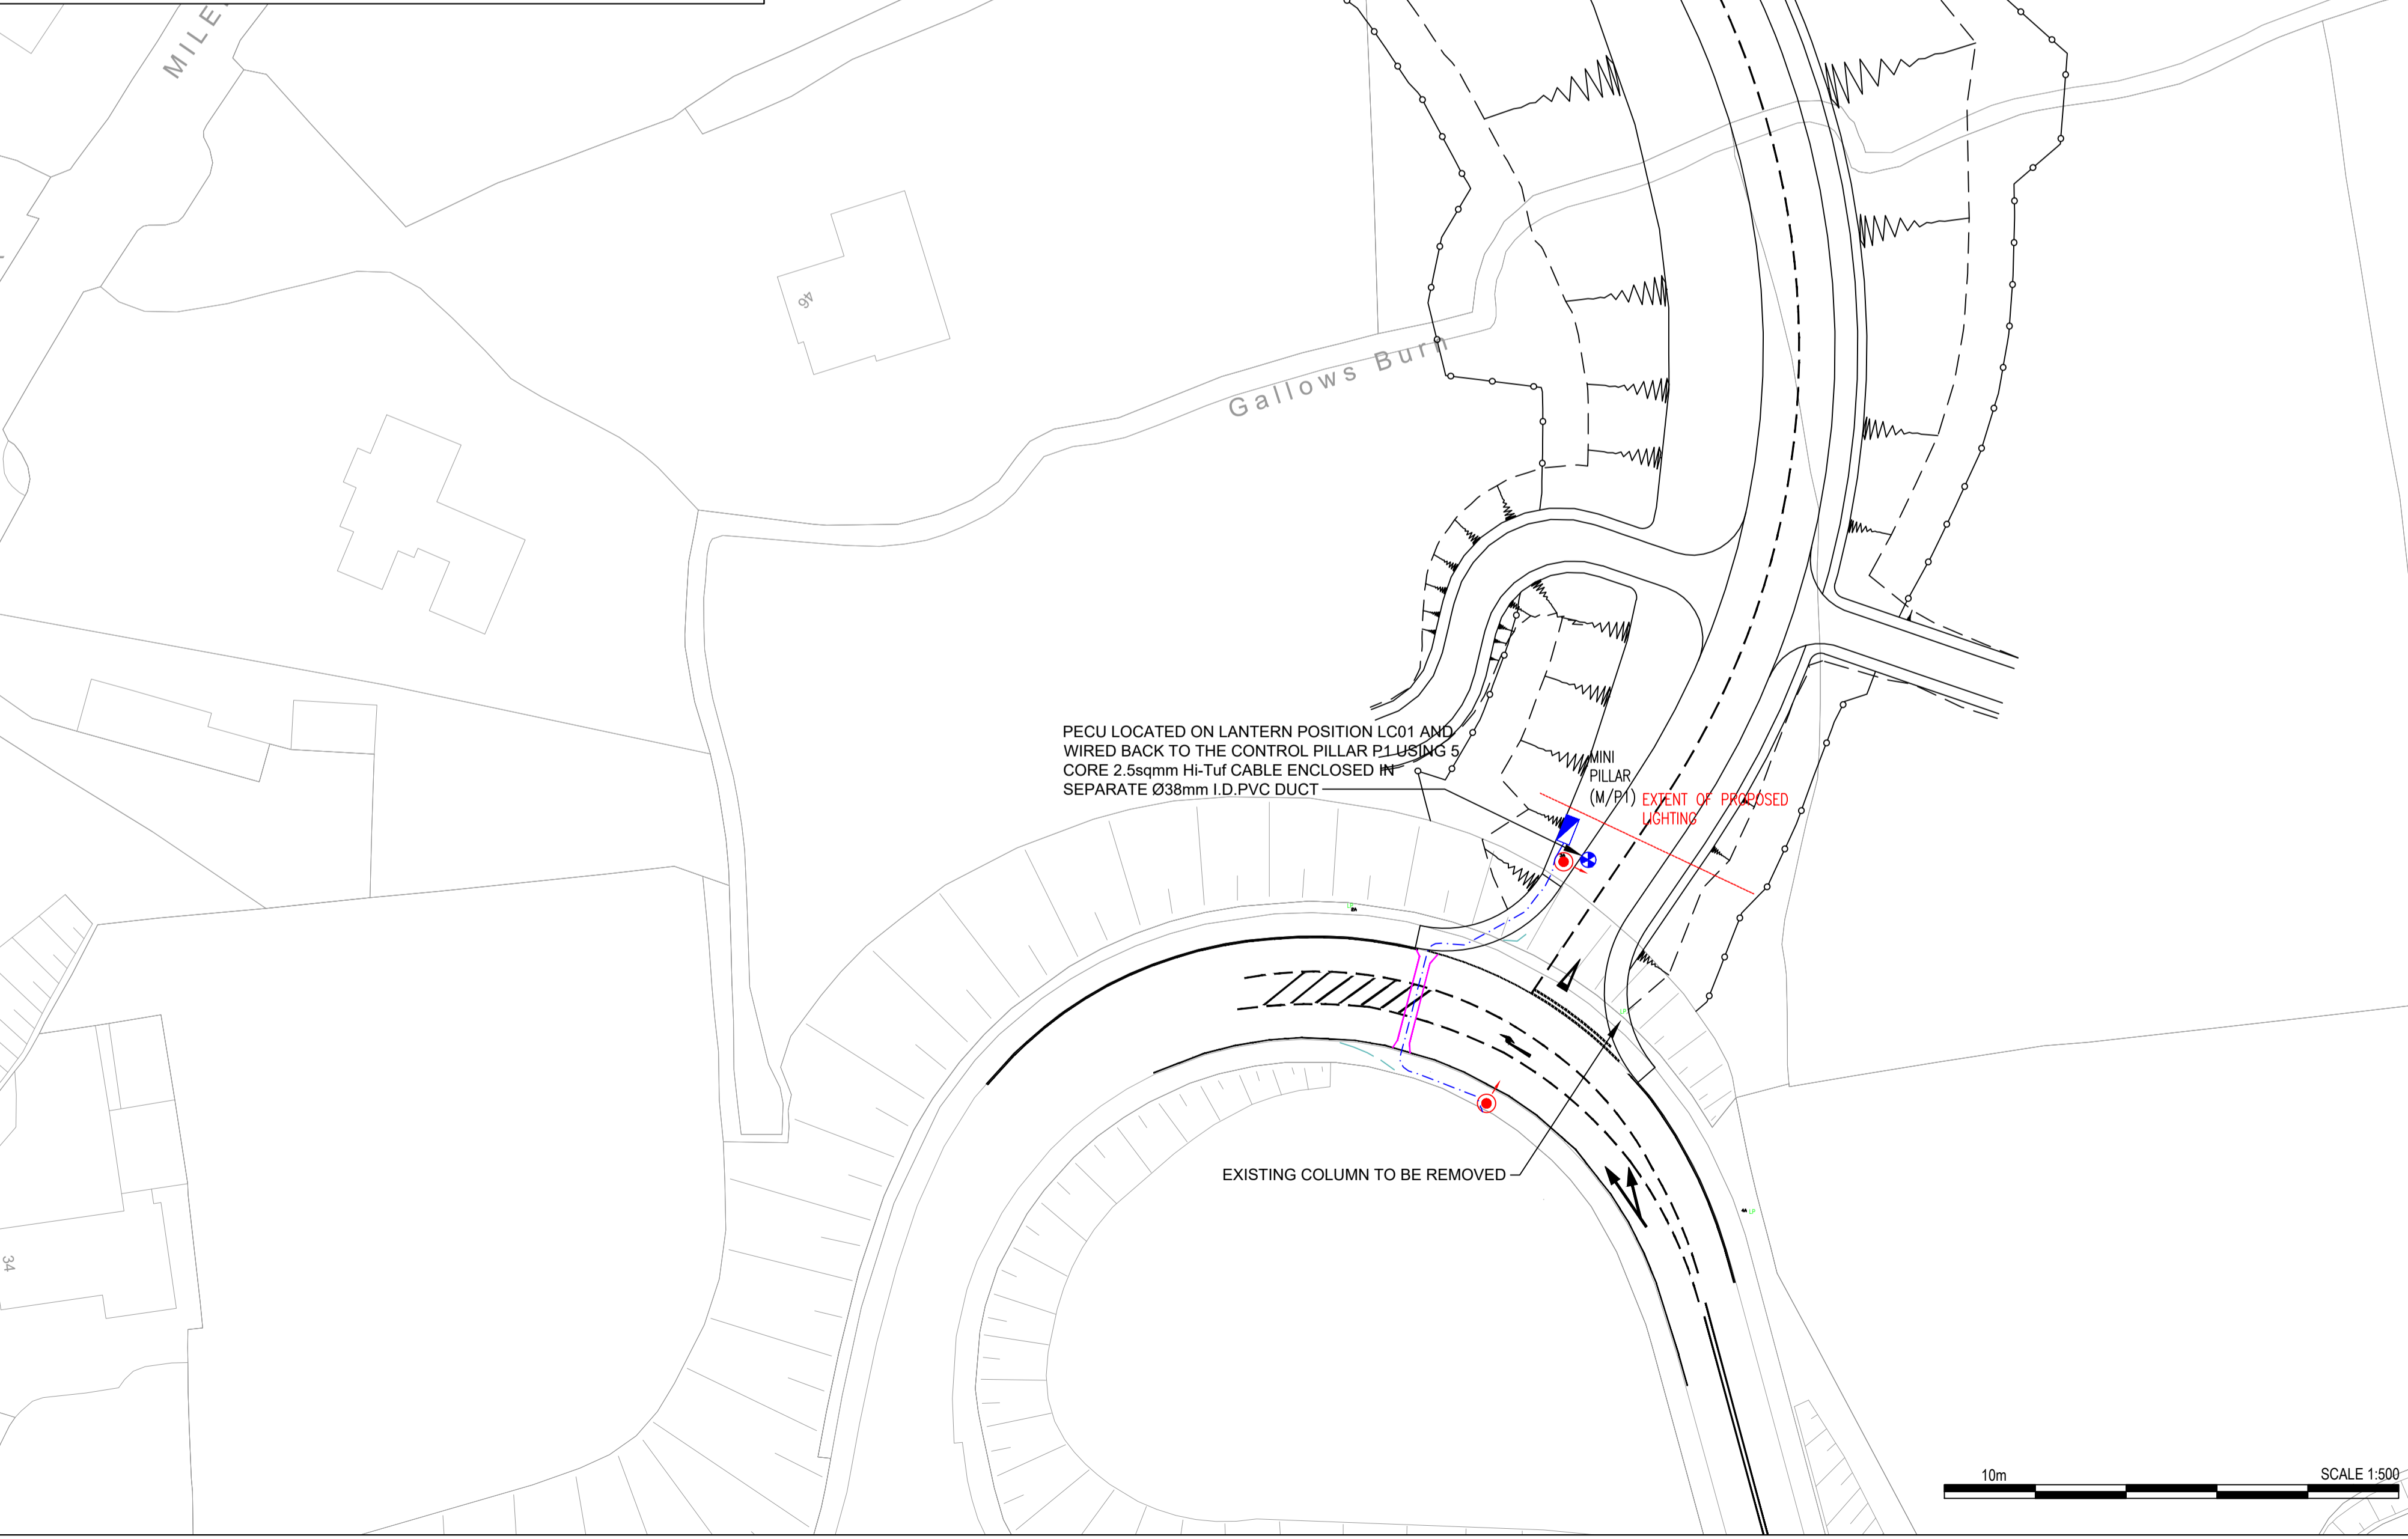 MILE
46
Gallows Burn
PECU LOCATED ON LANTERN POSITION LC01 AND
WIRED BACK TO THE CONTROL PILLAR P1 USING 5
CORE 2.5sqmm Hi-Tuf CABLE ENCLOSED IN
SEPARATE Ø38mm I.D.PVC DUCT
MINI
PILLAR
(M/P1)
EXTENT OF PROPOSED
LIGHTING
LP
EXISTING COLUMN TO BE REMOVED
LP
34
10m
SCALE 1:500